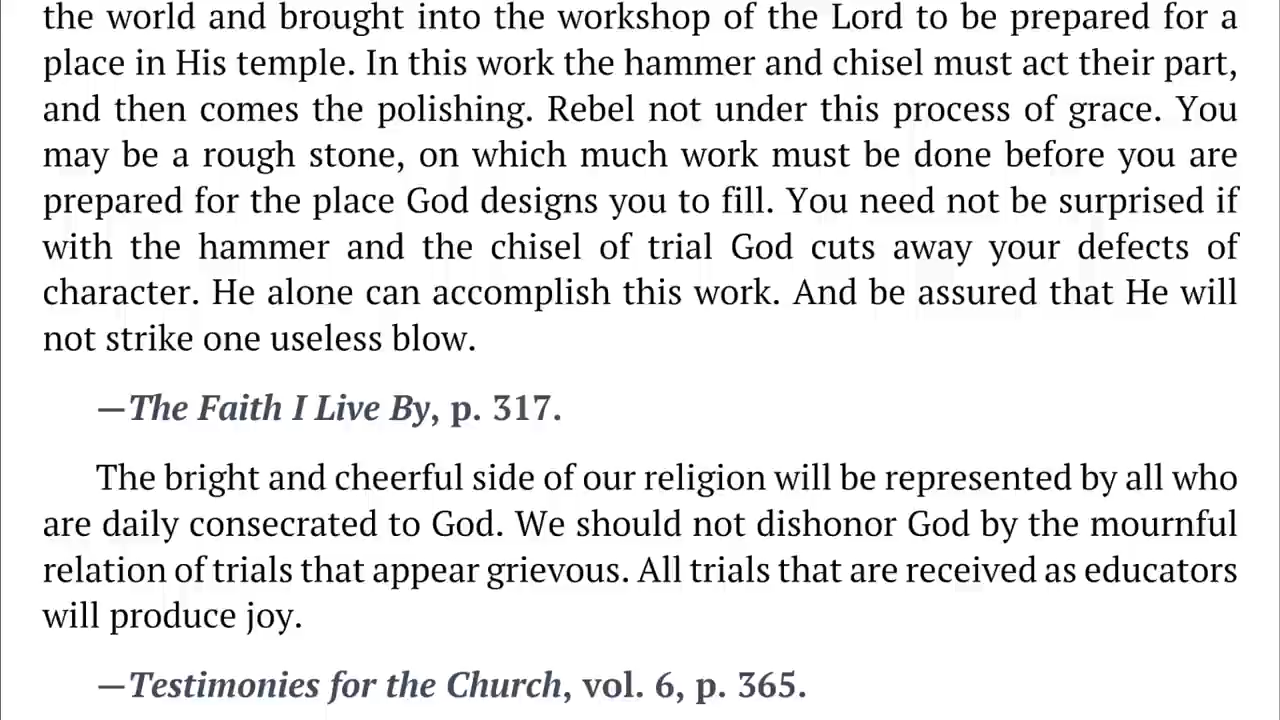 the world and brought into the workshop of the Lord to be prepared for a
place in His temple. In this work the hammer and chisel must act their part,
and then comes the polishing. Rebel not under this process of grace. You
may be a rough stone, on which much work must be done before you are
prepared for the place God designs you to fill. You need not be surprised if
with the hammer and the chisel of trial God cuts away your defects of
character. He alone can accomplish this work. And be assured that He will
not strike one useless blow.
—The Faith I Live By, p. 317.
The bright and cheerful side of our religion will be represented by all who
are daily consecrated to God. We should not dishonor God by the mournful
relation of trials that appear grievous. All trials that are received as educators
will produce joy.
—Testimonies for the Church, vol. 6, p. 365.